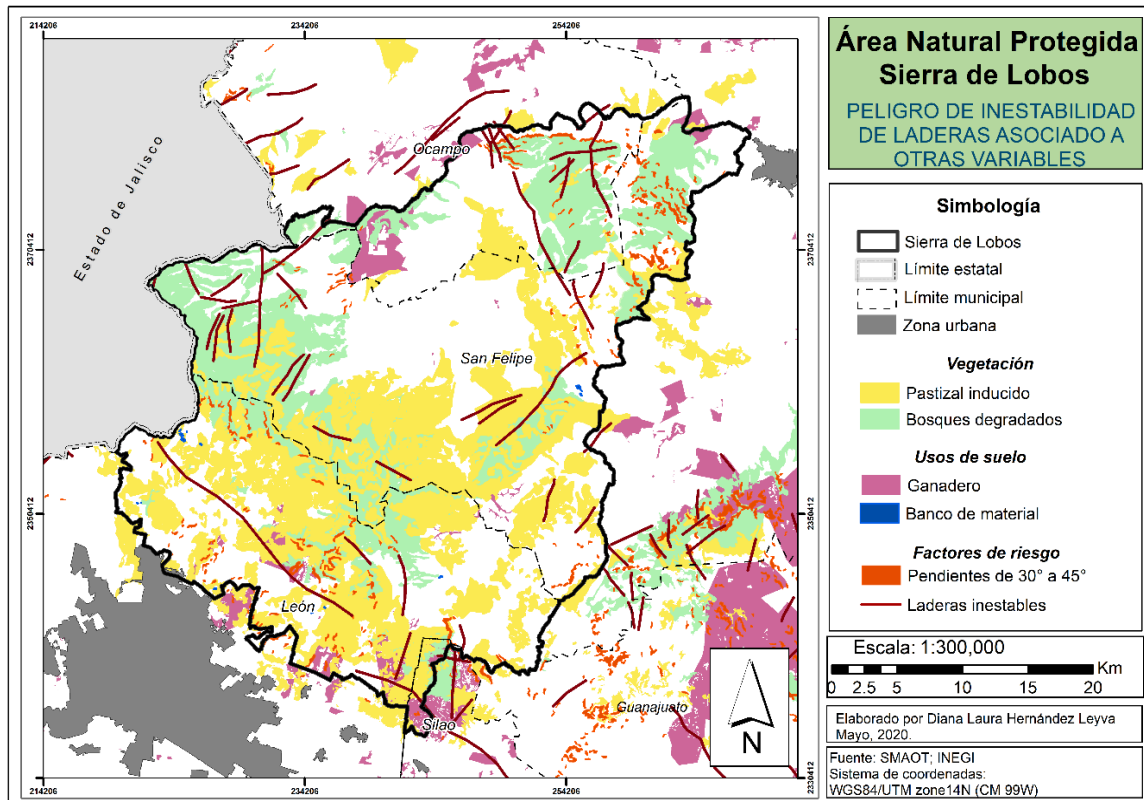 214206
234206
254206
Estado de Jalisco
2370412
2350412
2330412
2370412
2350412
Ocampo
San Felipe
León
Silao
Guanajuato
N
214206
234206
254206
Área Natural Protegida
Sierra de Lobos
PELIGRO DE INESTABILIDAD
DE LADERAS ASOCIADO A
OTRAS VARIABLES
Simbología
Sierra de Lobos
Límite estatal
Límite municipal
Zona urbana
Vegetación
Pastizal inducido
Bosques degradados
Usos de suelo
Ganadero
Banco de material
Factores de riesgo
Pendientes de 30° a 45°
Laderas inestables
Escala: 1:300,000
Km
0 2.5 5 10 15 20
Elaborado por Diana Laura Hernández Leyva
Mayo, 2020.
Fuente: SMAOT; INEGI
Sistema de coordenadas:
WGS84/UTM zone14N (CM 99W)